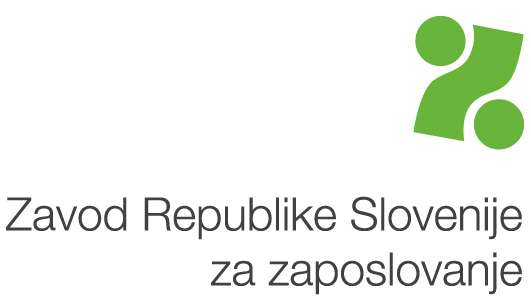 Zavod Republike Slovenije
za zaposlovanje